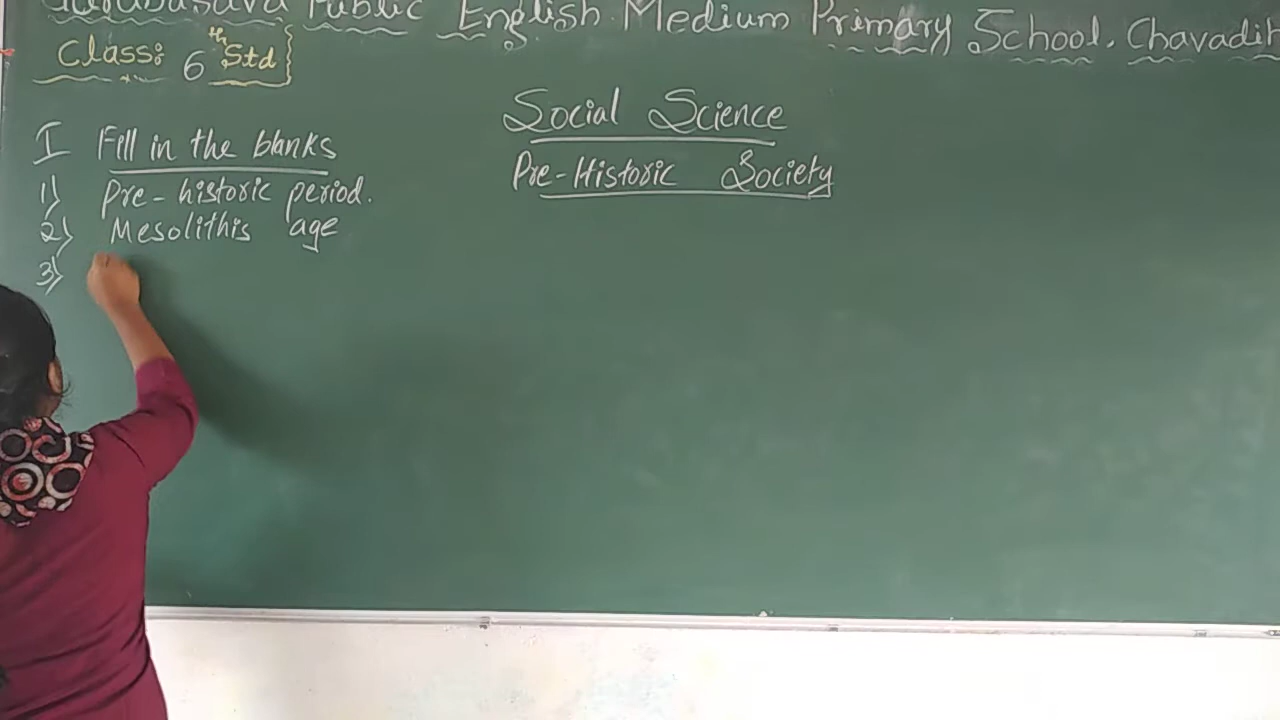 Public English Medium Primary School. Chavadih
Class: 6th Std
Social Science
Pre-Historic Society
I Fill in the blanks
1) Pre-historic period.
2) Mesolithis age
3)